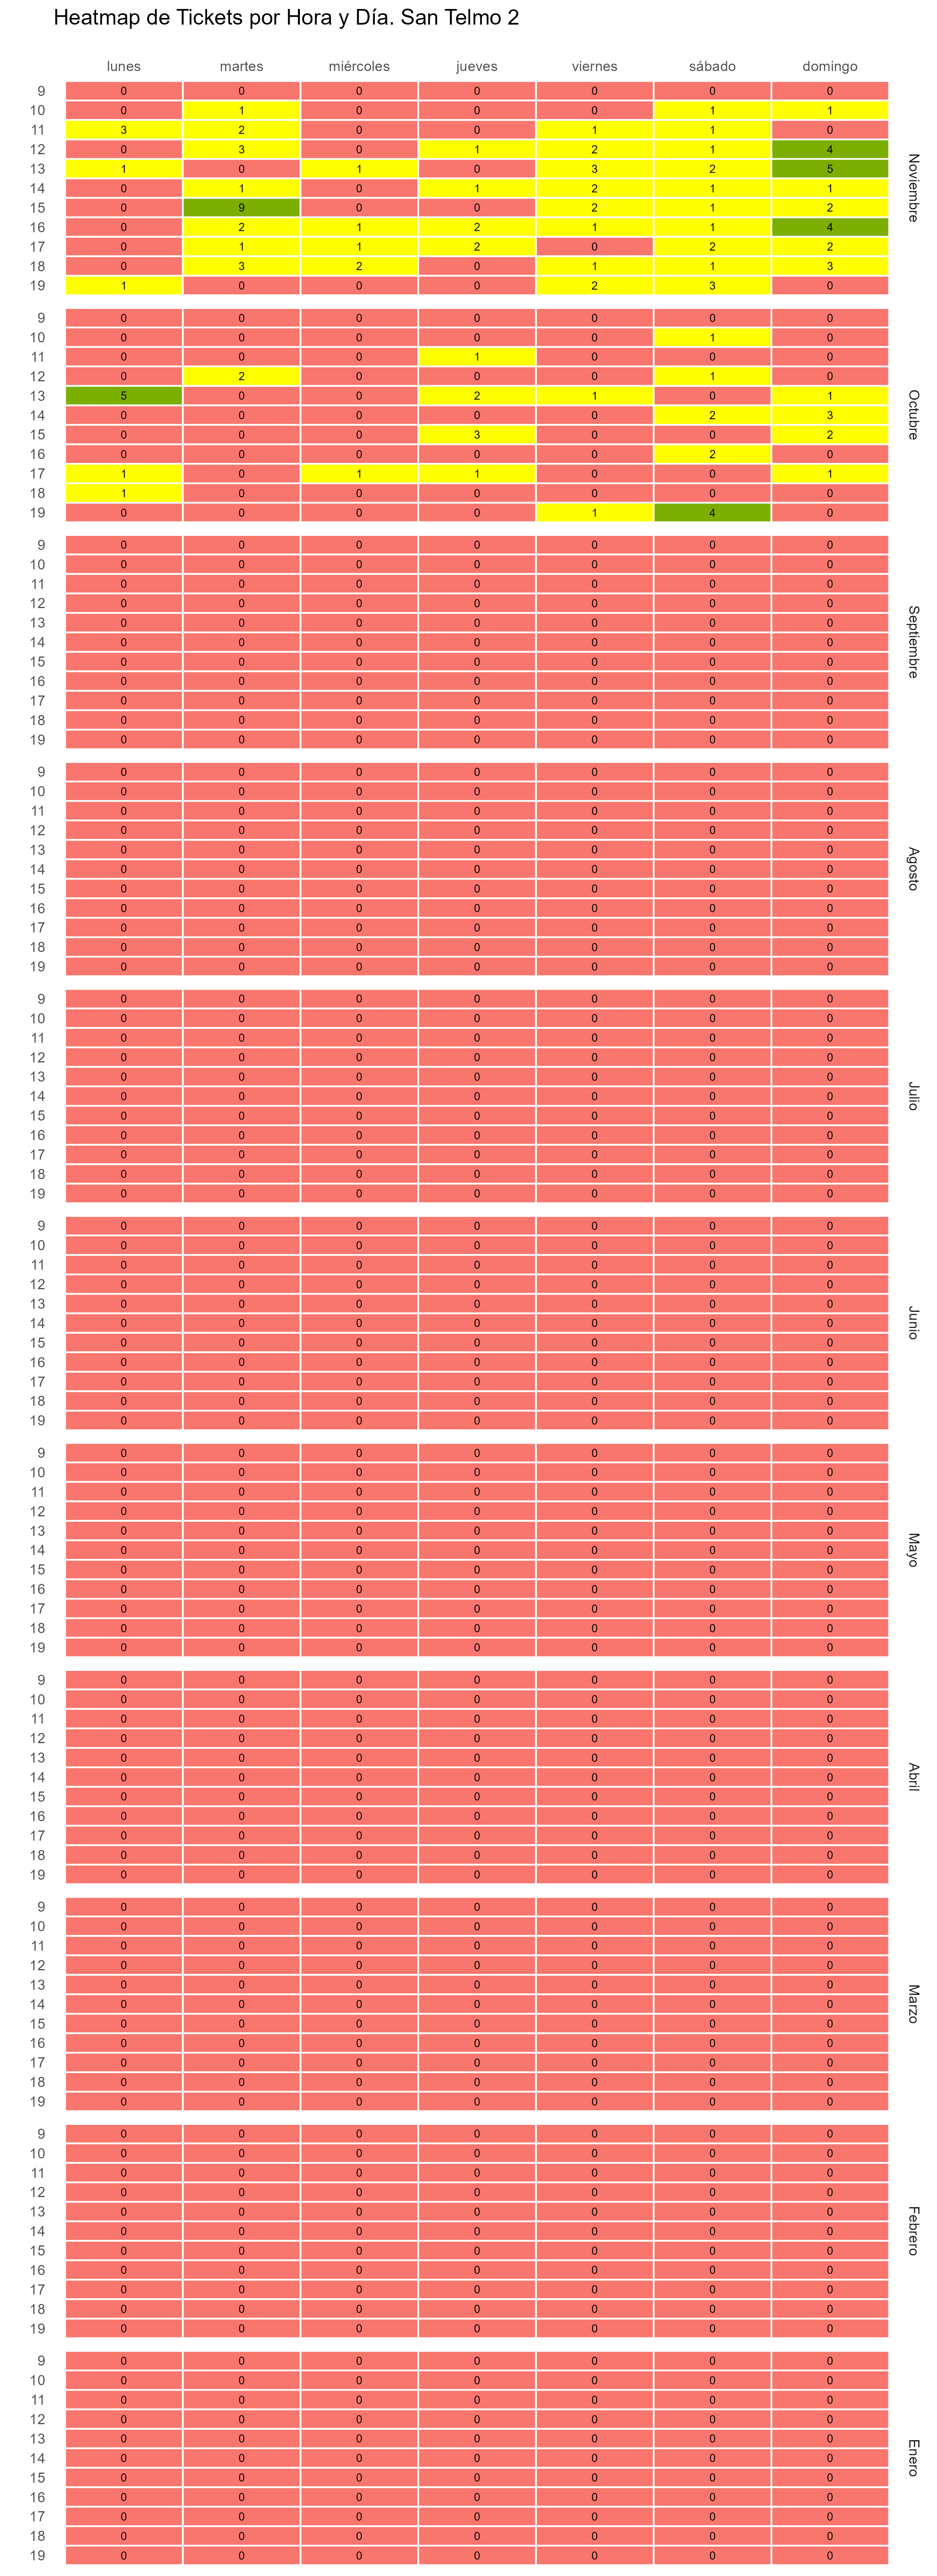 Heatmap de Tickets por Hora y Día. San Telmo 2
lunes martes miércoles jueves viernes sábado domingo
9 0 0 0 0 0 0 0
10 0 1 0 0 0 1 1
11 3 2 0 0 1 1 0
12 0 3 0 1 2 1 4
13 1 0 1 0 3 2 5
14 0 1 0 1 2 1 1
15 0 9 0 0 2 1 2
16 0 2 1 2 1 1 4
17 0 1 1 2 0 2 2
18 0 3 2 0 1 1 3
19 1 0 0 0 2 3 0
Noviembre
9 0 0 0 0 0 0 0
10 0 0 0 0 0 1 0
11 0 0 0 1 0 0 0
12 0 2 0 0 0 1 0
13 5 0 0 2 1 0 1
14 0 0 0 0 0 2 3
15 0 0 0 3 0 0 2
16 0 0 0 0 0 2 0
17 1 0 1 1 0 0 1
18 1 0 0 0 0 0 0
19 0 0 0 0 1 4 0
Octubre
9 0 0 0 0 0 0 0
10 0 0 0 0 0 0 0
11 0 0 0 0 0 0 0
12 0 0 0 0 0 0 0
13 0 0 0 0 0 0 0
14 0 0 0 0 0 0 0
15 0 0 0 0 0 0 0
16 0 0 0 0 0 0 0
17 0 0 0 0 0 0 0
18 0 0 0 0 0 0 0
19 0 0 0 0 0 0 0
Septiembre
9 0 0 0 0 0 0 0
10 0 0 0 0 0 0 0
11 0 0 0 0 0 0 0
12 0 0 0 0 0 0 0
13 0 0 0 0 0 0 0
14 0 0 0 0 0 0 0
15 0 0 0 0 0 0 0
16 0 0 0 0 0 0 0
17 0 0 0 0 0 0 0
18 0 0 0 0 0 0 0
19 0 0 0 0 0 0 0
Agosto
9 0 0 0 0 0 0 0
10 0 0 0 0 0 0 0
11 0 0 0 0 0 0 0
12 0 0 0 0 0 0 0
13 0 0 0 0 0 0 0
14 0 0 0 0 0 0 0
15 0 0 0 0 0 0 0
16 0 0 0 0 0 0 0
17 0 0 0 0 0 0 0
18 0 0 0 0 0 0 0
19 0 0 0 0 0 0 0
Julio
9 0 0 0 0 0 0 0
10 0 0 0 0 0 0 0
11 0 0 0 0 0 0 0
12 0 0 0 0 0 0 0
13 0 0 0 0 0 0 0
14 0 0 0 0 0 0 0
15 0 0 0 0 0 0 0
16 0 0 0 0 0 0 0
17 0 0 0 0 0 0 0
18 0 0 0 0 0 0 0
19 0 0 0 0 0 0 0
Junio
9 0 0 0 0 0 0 0
10 0 0 0 0 0 0 0
11 0 0 0 0 0 0 0
12 0 0 0 0 0 0 0
13 0 0 0 0 0 0 0
14 0 0 0 0 0 0 0
15 0 0 0 0 0 0 0
16 0 0 0 0 0 0 0
17 0 0 0 0 0 0 0
18 0 0 0 0 0 0 0
19 0 0 0 0 0 0 0
Mayo
9 0 0 0 0 0 0 0
10 0 0 0 0 0 0 0
11 0 0 0 0 0 0 0
12 0 0 0 0 0 0 0
13 0 0 0 0 0 0 0
14 0 0 0 0 0 0 0
15 0 0 0 0 0 0 0
16 0 0 0 0 0 0 0
17 0 0 0 0 0 0 0
18 0 0 0 0 0 0 0
19 0 0 0 0 0 0 0
Abril
9 0 0 0 0 0 0 0
10 0 0 0 0 0 0 0
11 0 0 0 0 0 0 0
12 0 0 0 0 0 0 0
13 0 0 0 0 0 0 0
14 0 0 0 0 0 0 0
15 0 0 0 0 0 0 0
16 0 0 0 0 0 0 0
17 0 0 0 0 0 0 0
18 0 0 0 0 0 0 0
19 0 0 0 0 0 0 0
Marzo
9 0 0 0 0 0 0 0
10 0 0 0 0 0 0 0
11 0 0 0 0 0 0 0
12 0 0 0 0 0 0 0
13 0 0 0 0 0 0 0
14 0 0 0 0 0 0 0
15 0 0 0 0 0 0 0
16 0 0 0 0 0 0 0
17 0 0 0 0 0 0 0
18 0 0 0 0 0 0 0
19 0 0 0 0 0 0 0
Febrero
9 0 0 0 0 0 0 0
10 0 0 0 0 0 0 0
11 0 0 0 0 0 0 0
12 0 0 0 0 0 0 0
13 0 0 0 0 0 0 0
14 0 0 0 0 0 0 0
15 0 0 0 0 0 0 0
16 0 0 0 0 0 0 0
17 0 0 0 0 0 0 0
18 0 0 0 0 0 0 0
19 0 0 0 0 0 0 0
Enero